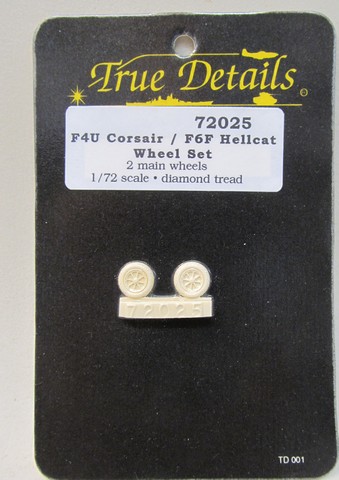 True Details
72025
F4U Corsair / F6F Hellcat
Wheel Set
2 main wheels
1/72 scale • diamond tread
72025
TD 001